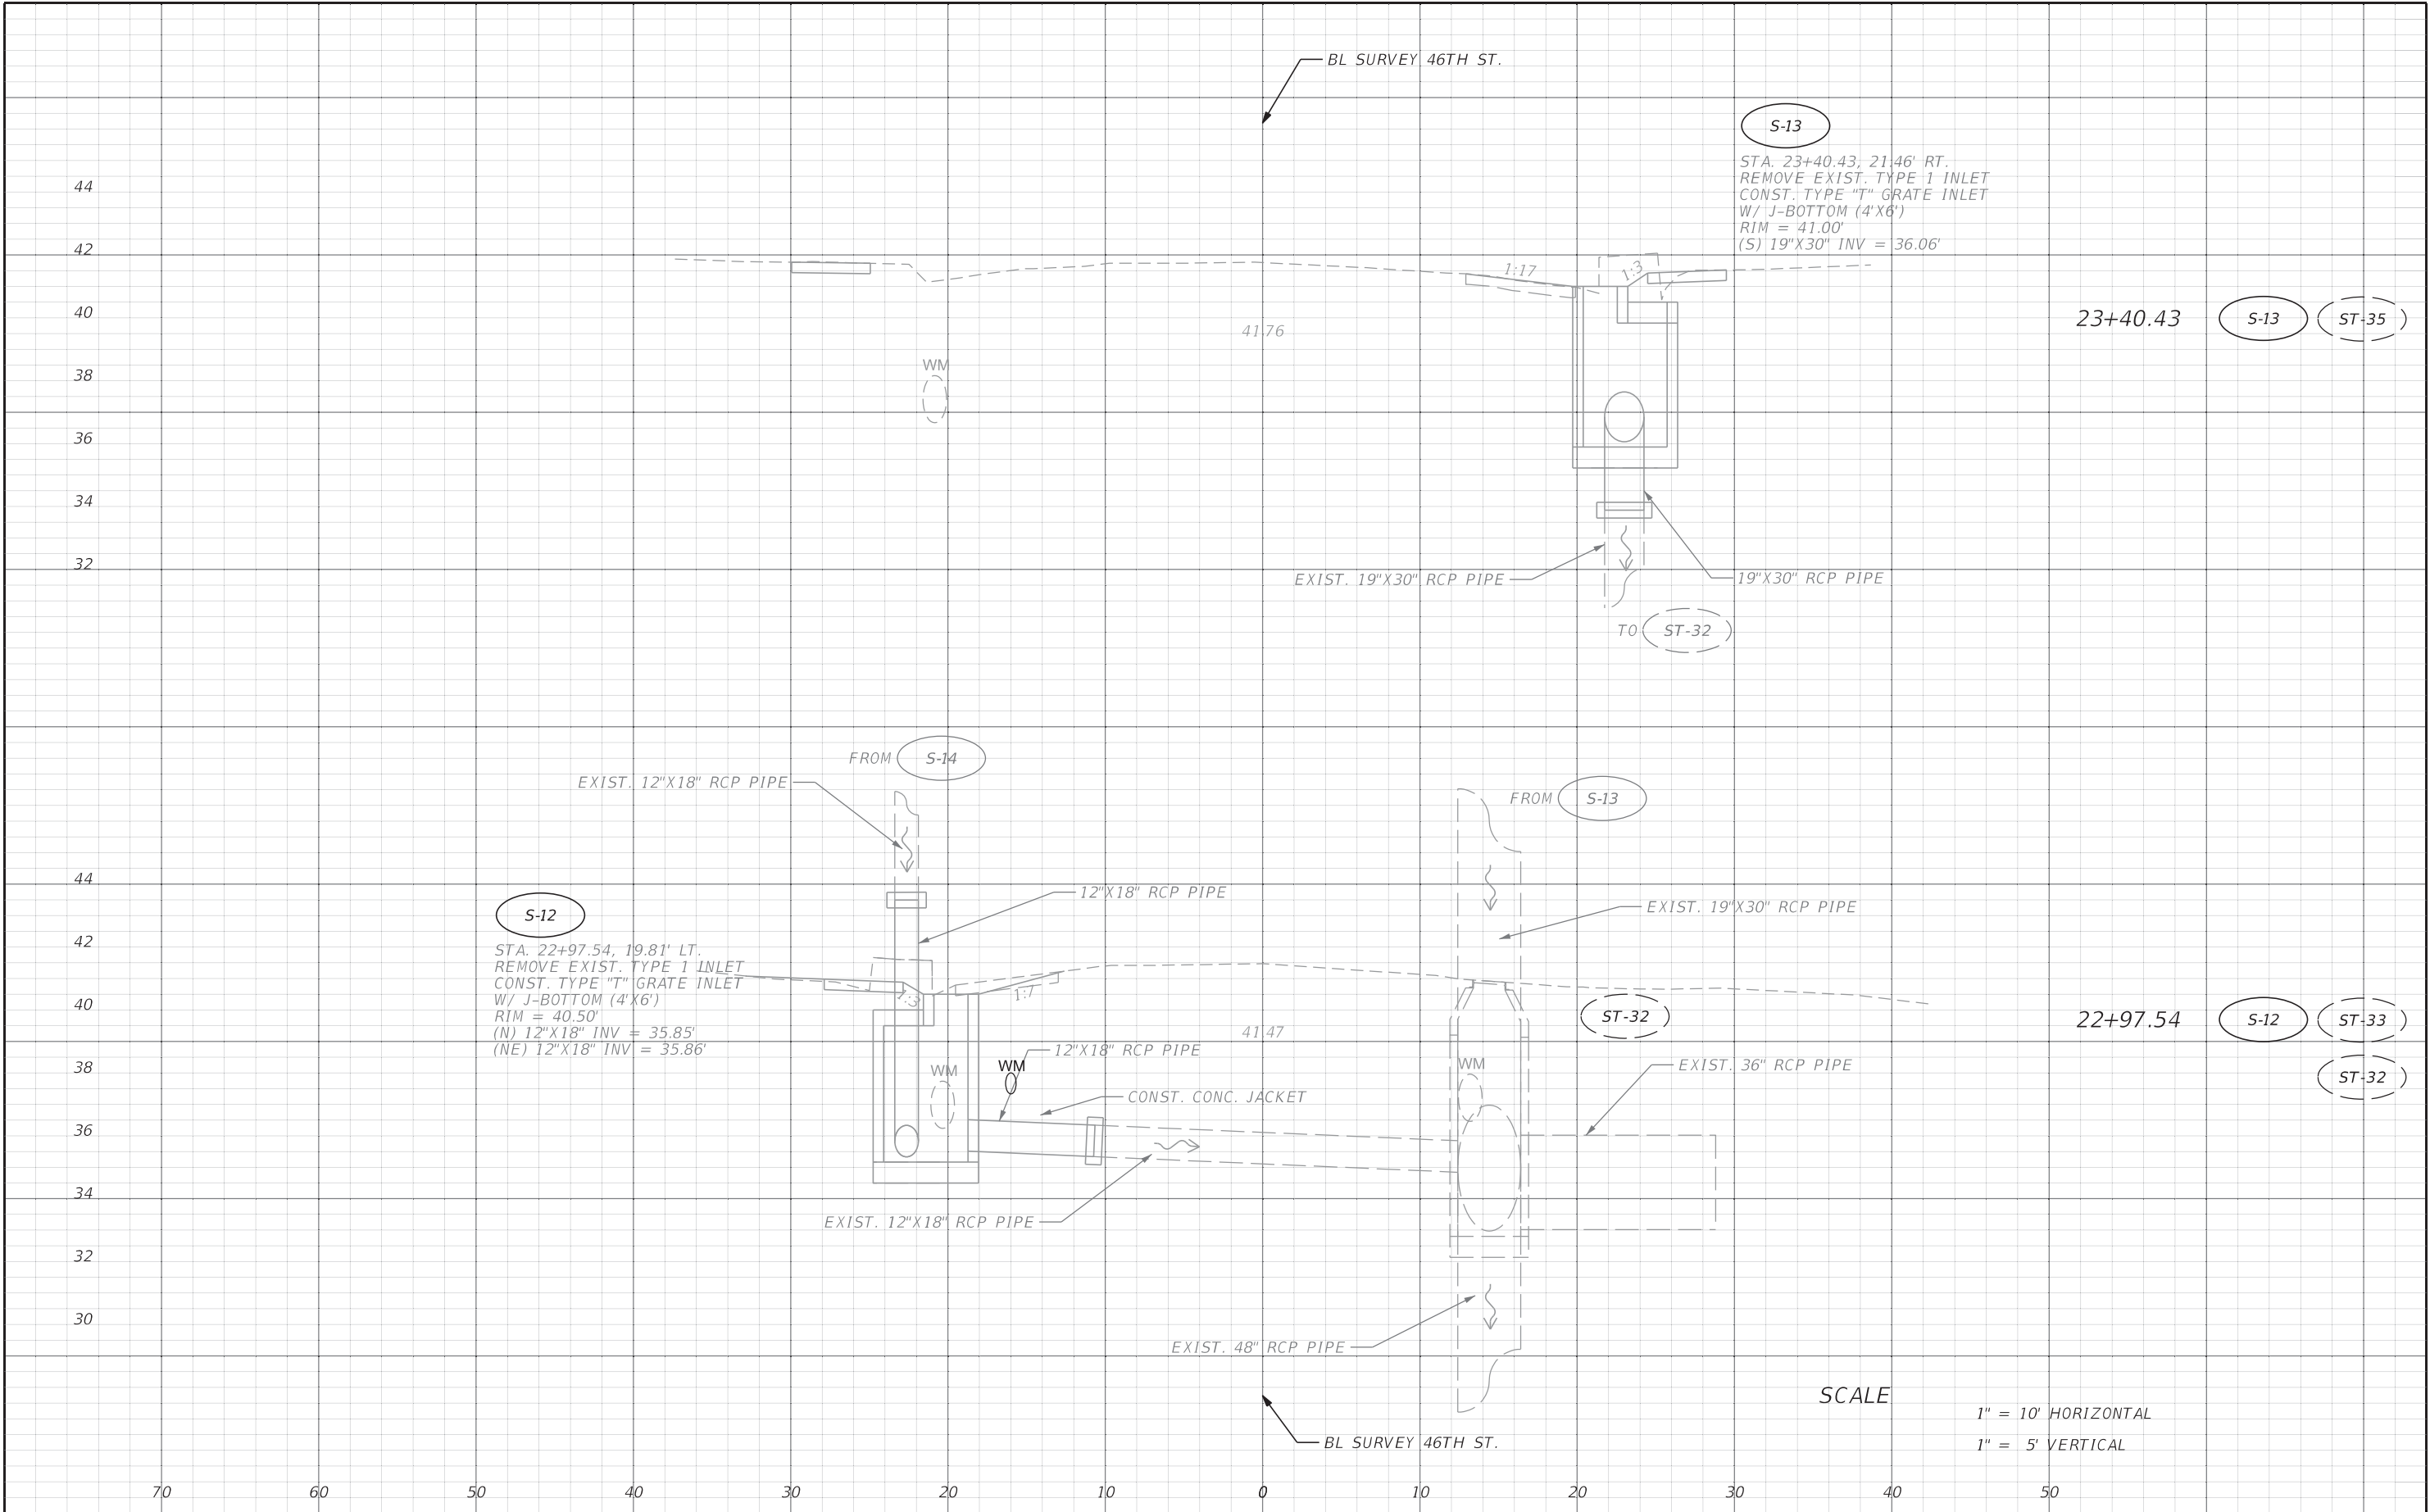 BL SURVEY 46TH ST.
S-13
STA. 23+40.43, 21.46' RT.
REMOVE EXIST. TYPE 1 INLET
CONST. TYPE "T" GRATE INLET
W/ J-BOTTOM (4'X6')
RIM = 41.00'
(S) 19"X30" INV = 36.06'
44
42
40
38
36
34
32
1:17
1:3
41.76
WM
23+40.43
S-13
ST-35
EXIST. 19"X30" RCP PIPE
19"X30" RCP PIPE
TO ST-32
FROM S-14
EXIST. 12"X18" RCP PIPE
FROM S-13
44
42
40
38
36
34
32
30
S-12
STA. 22+97.54, 19.81' LT.
REMOVE EXIST. TYPE 1 INLET
CONST. TYPE "T" GRATE INLET
W/ J-BOTTOM (4'X6')
RIM = 40.50'
(N) 12"X18" INV = 35.85'
(NE) 12"X18" INV = 35.86'
12"X18" RCP PIPE
EXIST. 19"X30" RCP PIPE
1:3
1:7
41.47
ST-32
22+97.54
S-12
ST-33
ST-32
12"X18" RCP PIPE
WM
WM
WM
EXIST. 36" RCP PIPE
CONST. CONC. JACKET
EXIST. 12"X18" RCP PIPE
EXIST. 48" RCP PIPE
BL SURVEY 46TH ST.
SCALE
1" = 10' HORIZONTAL
1" = 5' VERTICAL
70 60 50 40 30 20 10 0 10 20 30 40 50